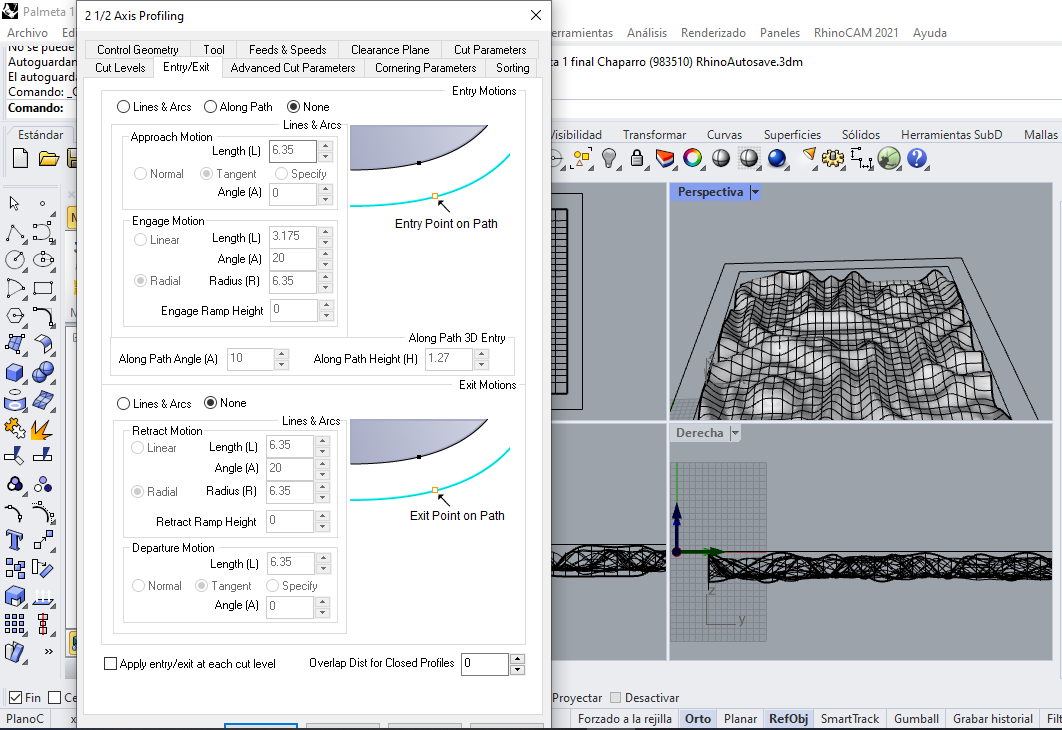 Palmeta 1
2 1/2 Axis Profiling
Archivo
erramientas Análisis Renderizado Paneles RhinoCAM 2021 Ayuda
No se puede
Autoguardan
El autoguarda
Comando: _G
Comando:
ta 1 final Chaparro (983510) RhinoAutosave.3dm
Control Geometry Tool Feeds & Speeds Clearance Plane Cut Parameters
Cut Levels Entry/Exit Advanced Cut Parameters Cornering Parameters Sorting
Estándar
Visibilidad Transformar Curvas Superficies Sólidos Herramientas SubD Mallas
Entry Motions
Lines & Arcs Along Path None
Lines & Arcs
Approach Motion
Length (L) 6.35
Normal Tangent Specify
Angle (A) 0
Entry Point on Path
Engage Motion
Linear Length (L) 3.175
Angle (A) 20
Radial Radius (R) 6.35
Engage Ramp Height 0
Along Path 3D Entry
Along Path Angle (A) 10 Along Path Height (H) 1.27
Exit Motions
Lines & Arcs None
Lines & Arcs
Retract Motion
Linear Length (L) 6.35
Angle (A) 20
Radial Radius (R) 6.35
Retract Ramp Height 0
Exit Point on Path
Departure Motion
Length (L) 6.35
Normal Tangent Specify
Angle (A) 0
Apply entry/exit at each cut level Overlap Dist for Closed Profiles 0
Perspectiva
Derecha
z
y
Fin Ce
Proyectar Desactivar
PlanoC x
Forzado a la rejilla Orto Planar RefObj SmartTrack Gumball Grabar historial Filt